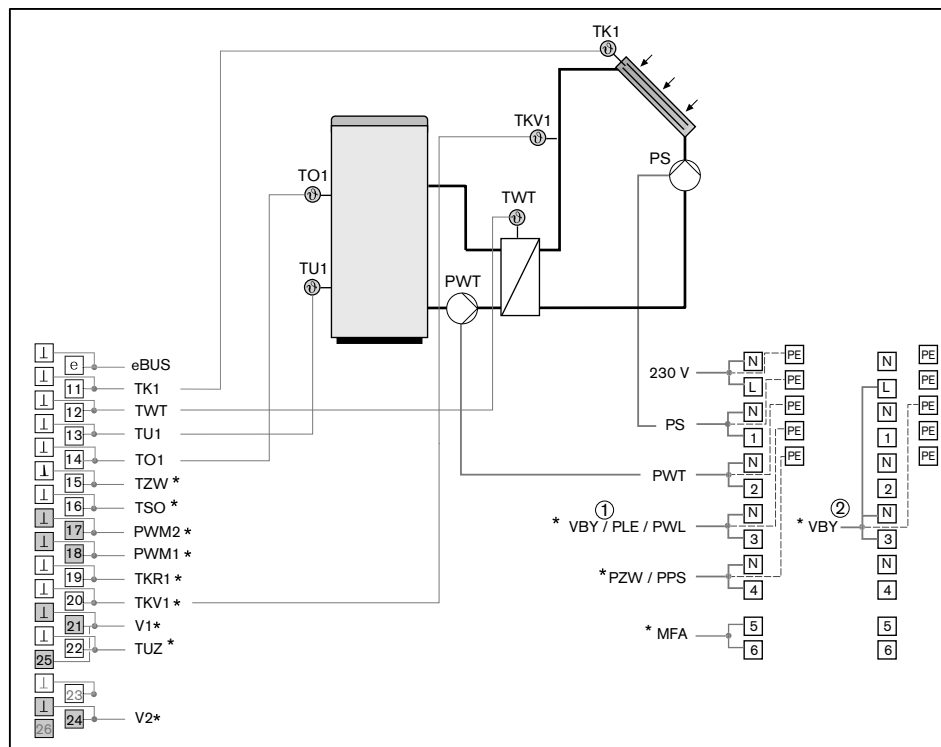 TK1
TKV1
PS
TO1
TWT
TU1
PWT
⊥
e eBUS
⊥
11 TK1
⊥
12 TWT
⊥
13 TU1
⊥
14 TO1
⊥
15 TZW *
⊥
16 TSO *
⊥
17 PWM2 *
⊥
18 PWM1 *
⊥
19 TKR1 *
⊥
20 TKV1 *
⊥
21 V1 *
⊥
22 TUZ *
25
⊥
23
⊥
24 V2 *
26
230 V N PE
L PE
PS N PE
1 PE
PWT N PE
2
①
* VBY / PLE / PWL N
3
* PZW / PPS N
4
* MFA 5
6
N PE
L PE
N PE
1 PE
N PE
2
②
* VBY N
3
N
4
5
6